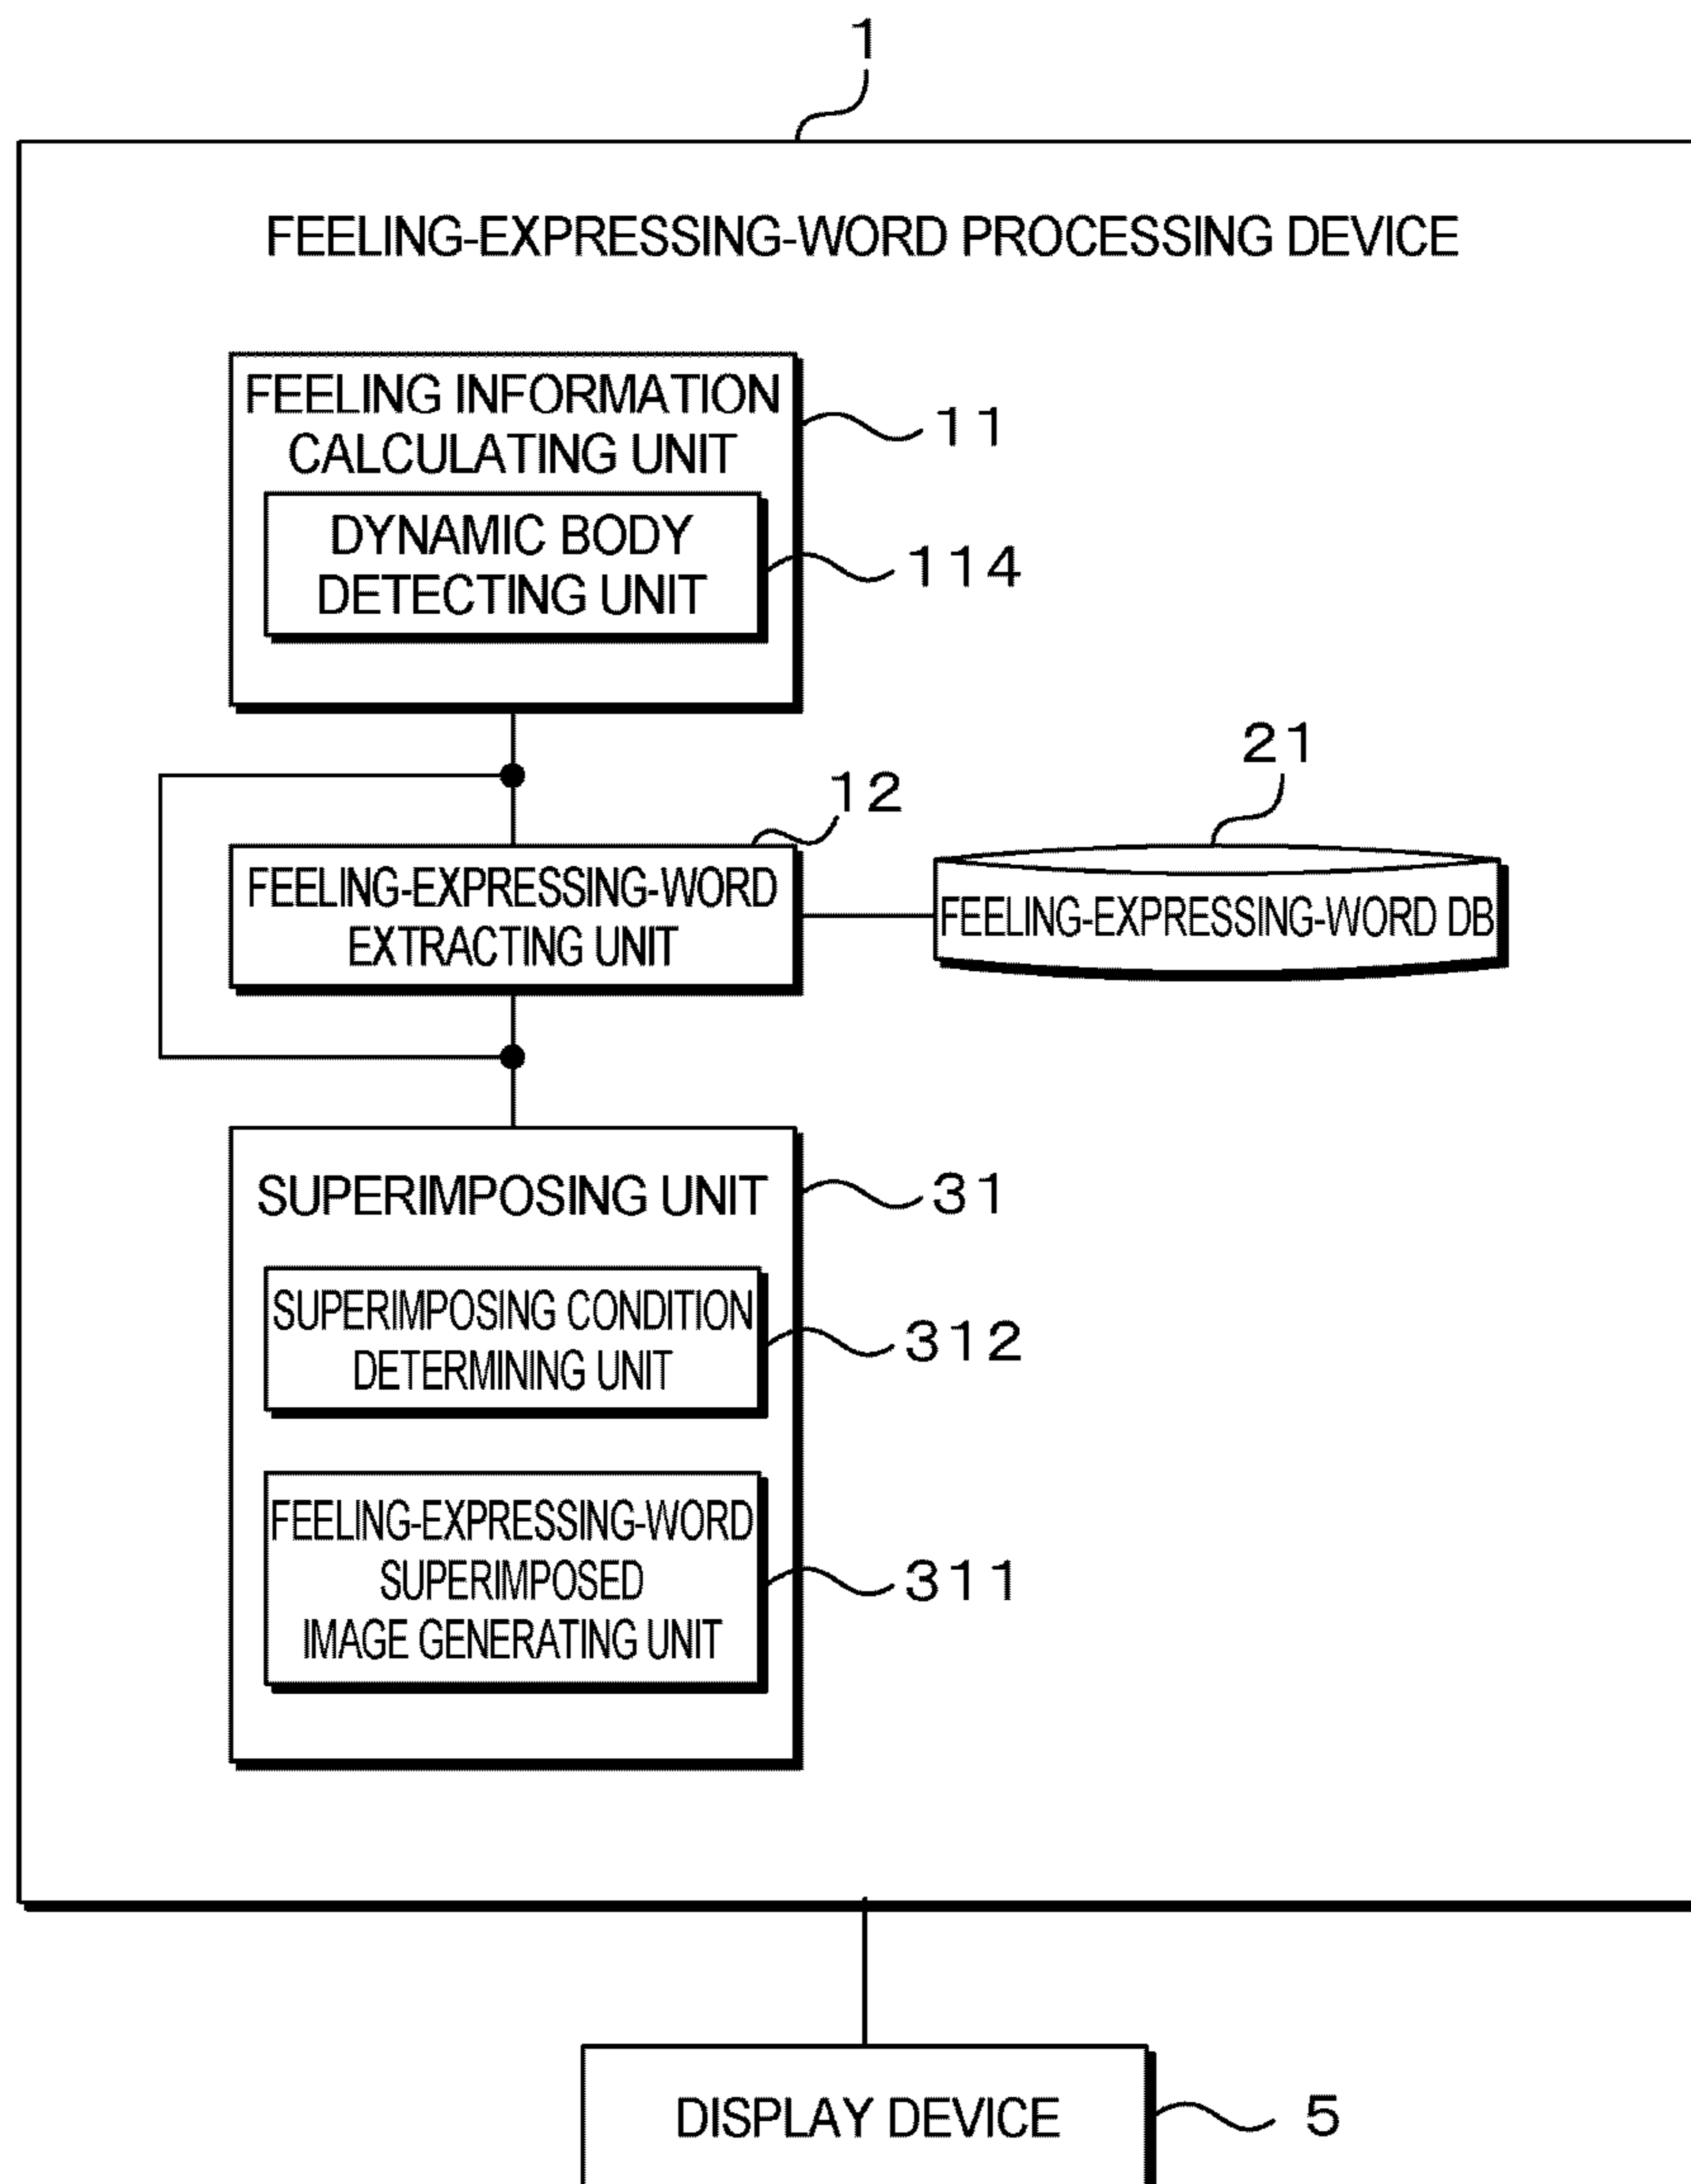 1
FEELING-EXPRESSING-WORD PROCESSING DEVICE
FEELING INFORMATION
CALCULATING UNIT
11
DYNAMIC BODY
DETECTING UNIT
114
12
21
FEELING-EXPRESSING-WORD
EXTRACTING UNIT
FEELING-EXPRESSING-WORD DB
SUPERIMPOSING UNIT
31
SUPERIMPOSING CONDITION
DETERMINING UNIT
312
FEELING-EXPRESSING-WORD
SUPERIMPOSED
IMAGE GENERATING UNIT
311
DISPLAY DEVICE
5